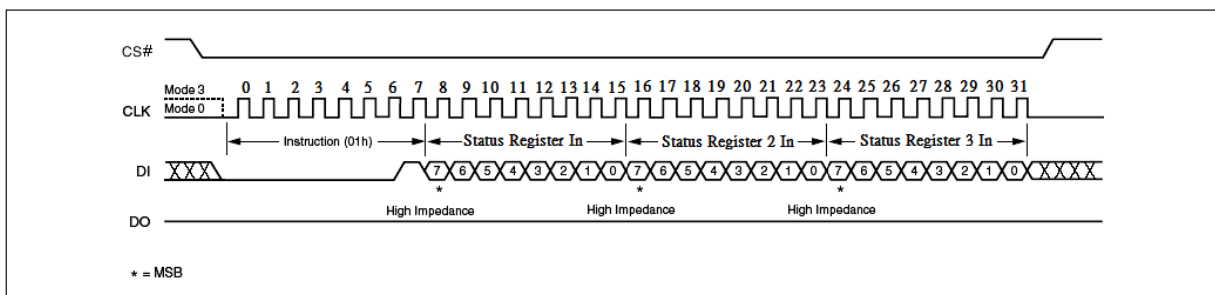 CS#
Mode 3 0 1 2 3 4 5 6 7 8 9 10 11 12 13 14 15 16 17 18 19 20 21 22 23 24 25 26 27 28 29 30 31
CLK Mode 0
Instruction (01h) Status Register In Status Register 2 In Status Register 3 In
DI 7 6 5 4 3 2 1 0 7 6 5 4 3 2 1 0 7 6 5 4 3 2 1 0
* * *
High Impedance High Impedance High Impedance
DO
* = MSB